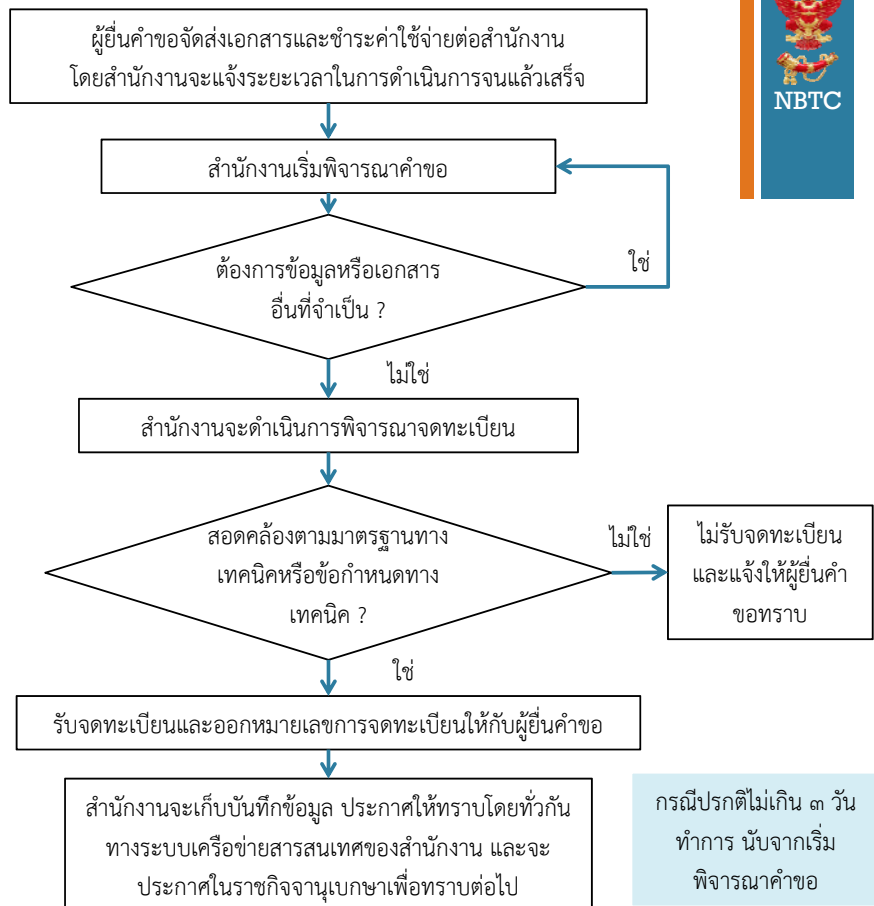 ผู้ยื่นคำขอจัดส่งเอกสารและชำระค่าใช้จ่ายต่อสำนักงาน
โดยสำนักงานจะแจ้งระยะเวลาในการดำเนินการจนแล้วเสร็จ
NBTC
สำนักงานเริ่มพิจารณาคำขอ
ต้องการข้อมูลหรือเอกสาร
อื่นที่จำเป็น ?
ใช่
ไม่ใช่
สำนักงานจะดำเนินการพิจารณาจดทะเบียน
สอดคล้องตามมาตรฐานทาง
เทคนิคหรือข้อกำหนดทาง
เทคนิค ?
ไม่ใช่
ไม่รับจดทะเบียน
และแจ้งให้ผู้ยื่นคำ
ขอทราบ
ใช่
รับจดทะเบียนและออกหมายเลขการจดทะเบียนให้กับผู้ยื่นคำขอ
สำนักงานจะเก็บบันทึกข้อมูล ประกาศให้ทราบโดยทั่วกัน
ทางระบบเครือข่ายสารสนเทศของสำนักงาน และจะ
ประกาศในราชกิจจานุเบกษาเพื่อทราบต่อไป
กรณีปรกติไม่เกิน ๓ วัน
ทำการ นับจากเริ่ม
พิจารณาคำขอ